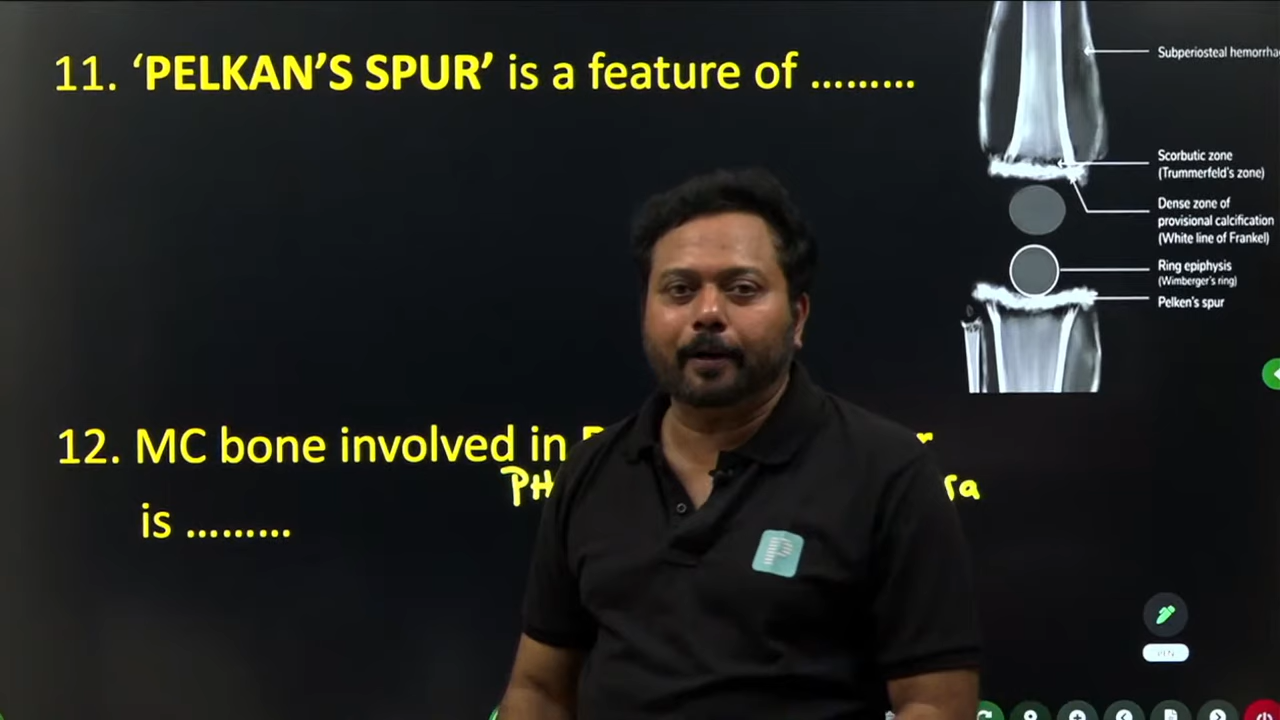 11. ‘PELKAN’S SPUR’ is a feature of .........
Subperiosteal
Scorbutic zone
(Trummerfeld's zone)
Dense zone of
provisional calcification
(White line of Frankel)
Ring epiphysis
(Wimberger's ring)
Pelken's spur
12. MC bone involved in
is .........
PEN